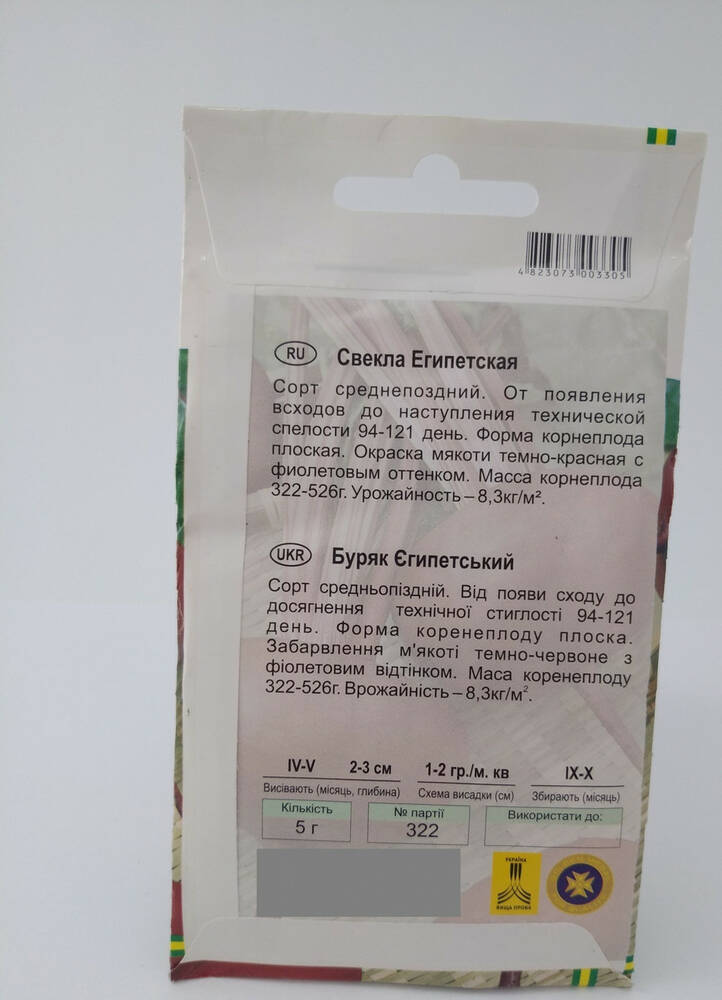 4 823073 003305
RU Свекла Египетская
Сорт среднепоздний. От появления
всходов до наступления технической
спелости 94-121 день. Форма корнеплода
плоская. Окраска мякоти темно-красная с
фиолетовым оттенком. Масса корнеплода
322-526г. Урожайность – 8,3кг/м².
UKR Буряк Єгипетський
Сорт средньопіздній. Від появи сходу до
досягнення технічної стиглості 94-121
день. Форма коренеплоду плоска.
Забарвлення м'якоті темно-червоне з
фіолетовим відтінком. Маса коренеплоду
322-526г. Врожайність – 8,3кг/м².
IV-V 2-3 см 1-2 гр./м. кв IX-X
Висівають (місяць, глибина) Схема висадки (см) Збирають (місяць)
Кількість № партії Використати до:
5 г 322
УКРАЇНА
ВИЩА ПРОБА